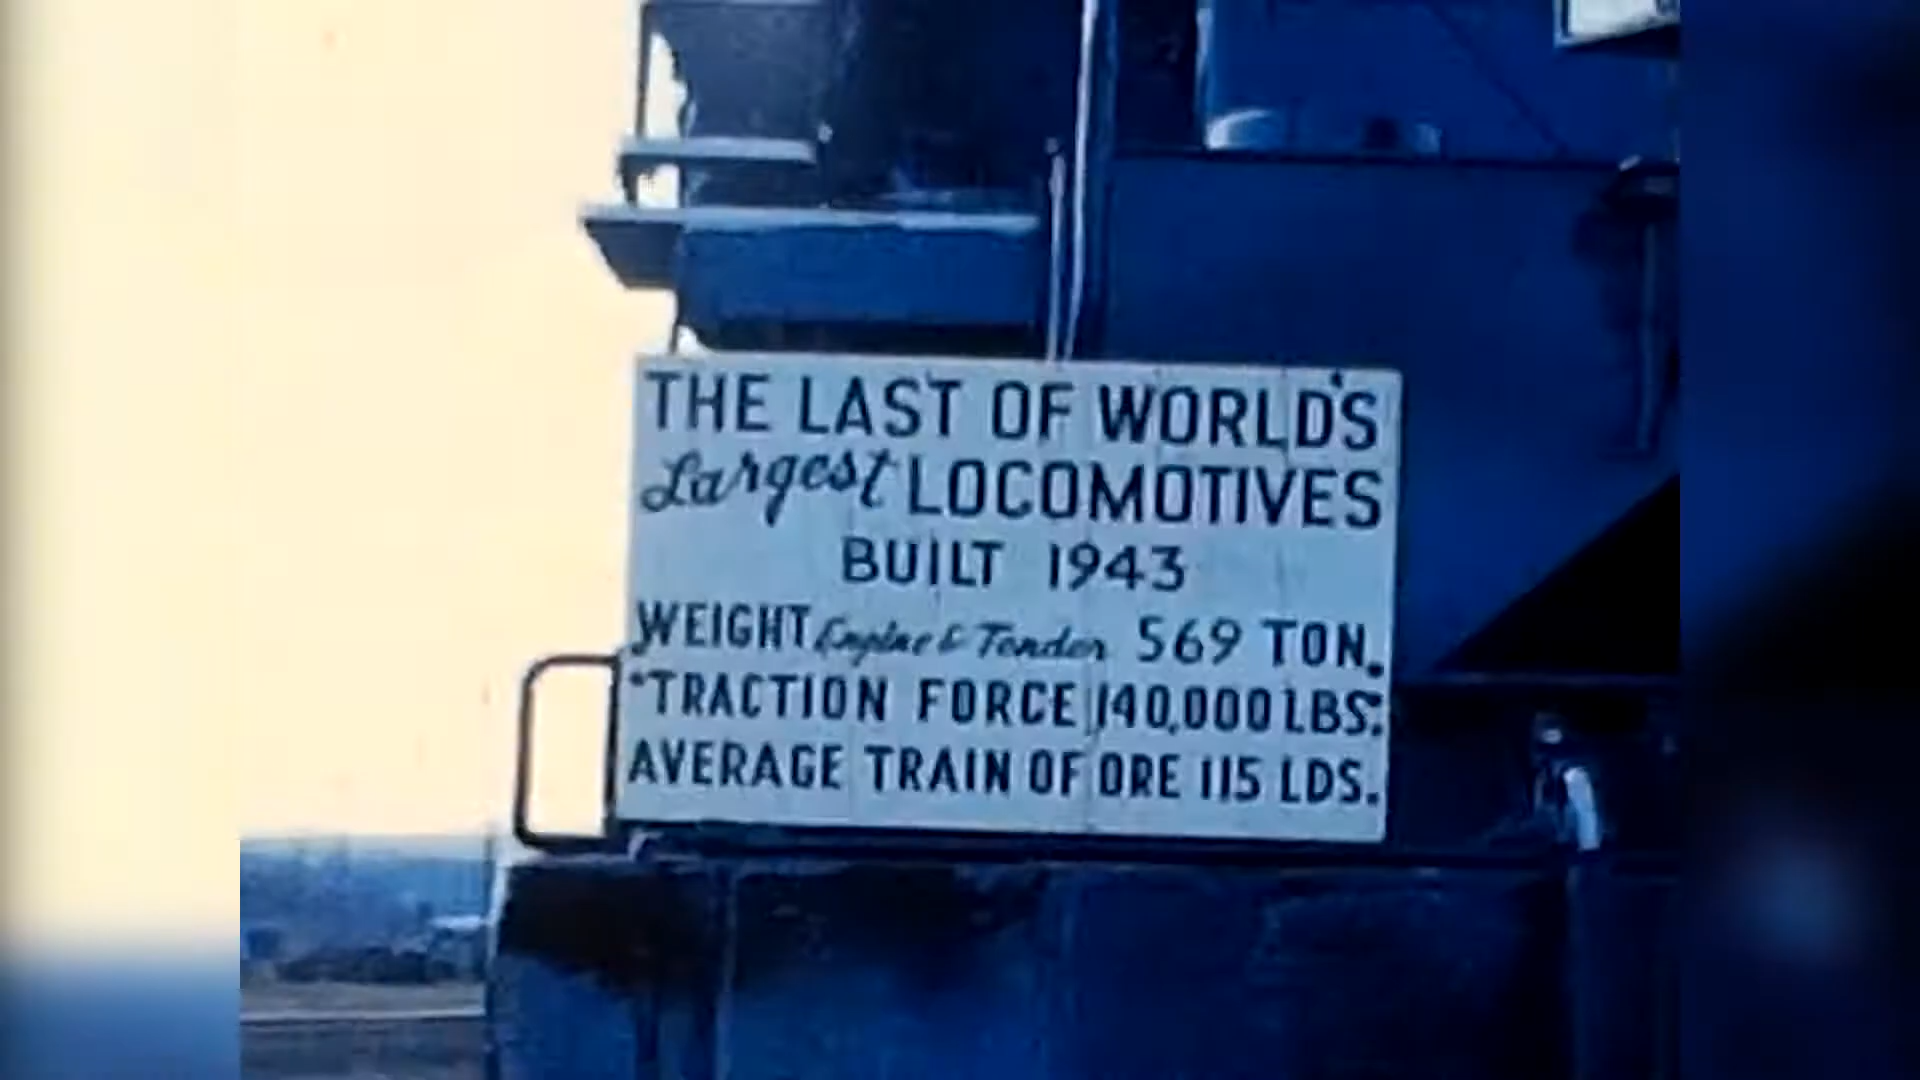 THE LAST OF WORLD'S
Largest LOCOMOTIVES
BUILT 1943
WEIGHT Engine & Tender 569 TON.
"TRACTION FORCE 140,000 LBS."
AVERAGE TRAIN OF ORE 115 LDS.